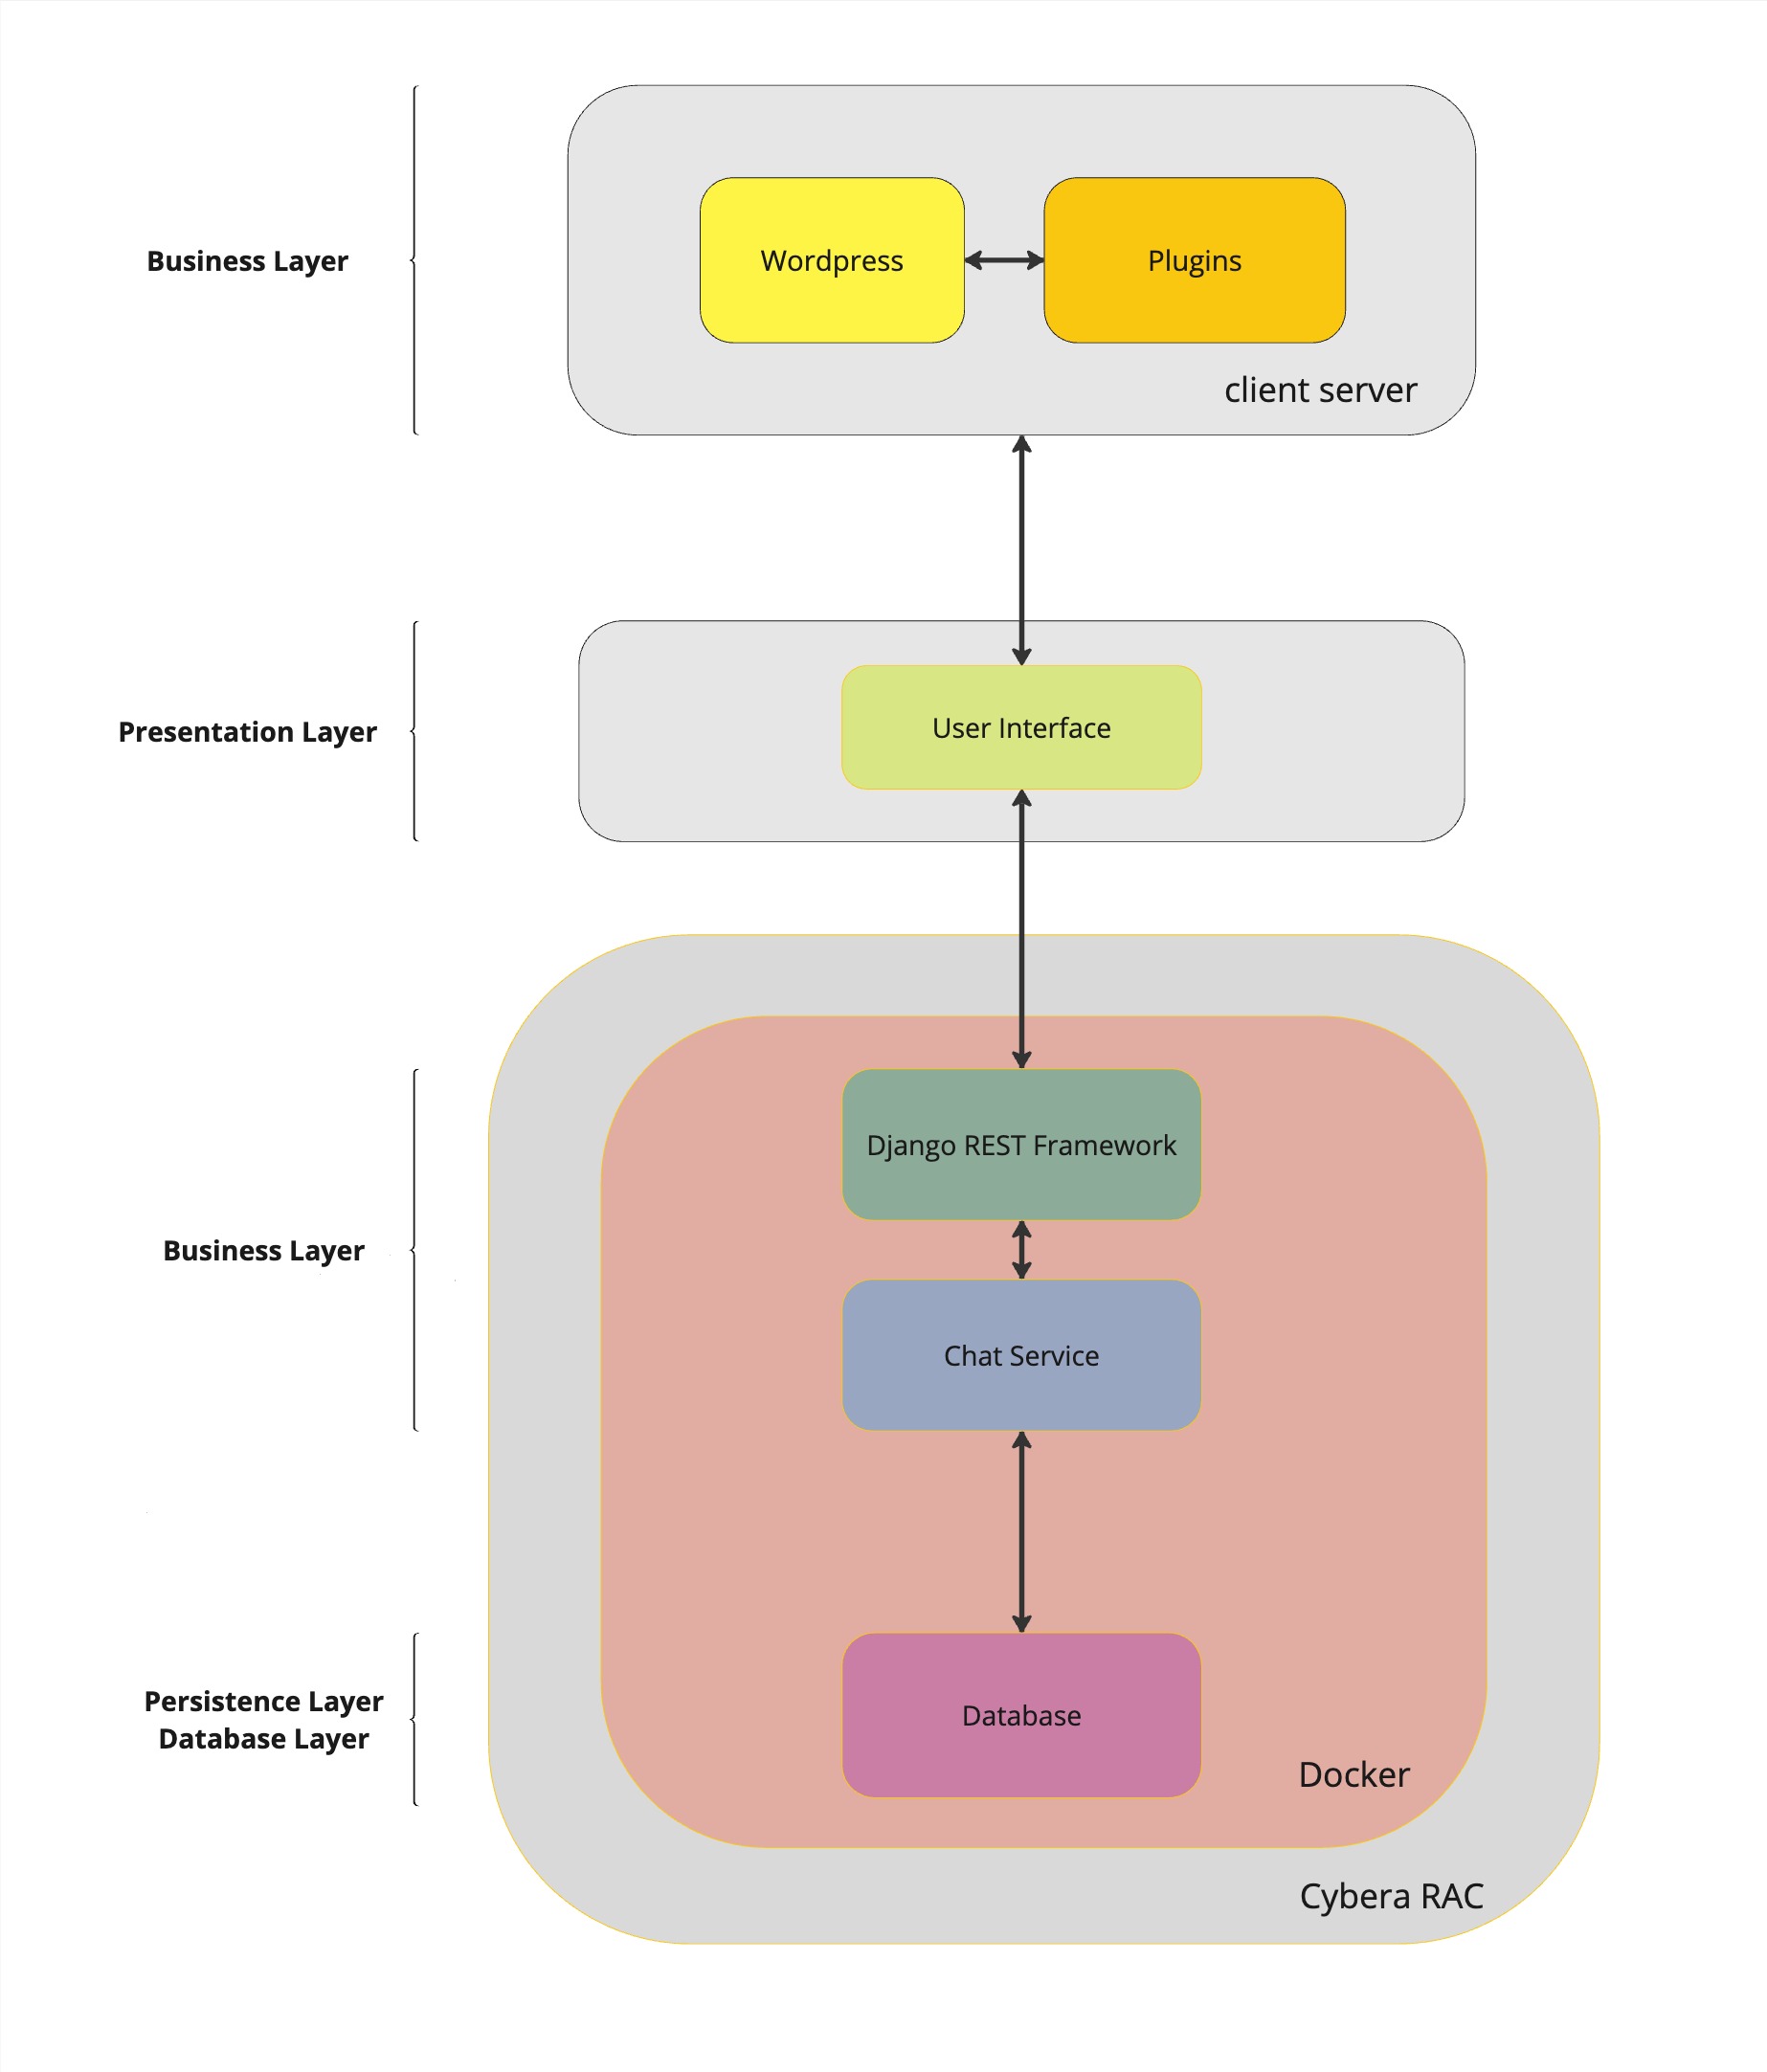 Business Layer
Wordpress
Plugins
client server
Presentation Layer
User Interface
Business Layer
Django REST Framework
Chat Service
Persistence Layer
Database Layer
Database
Docker
Cybera RAC